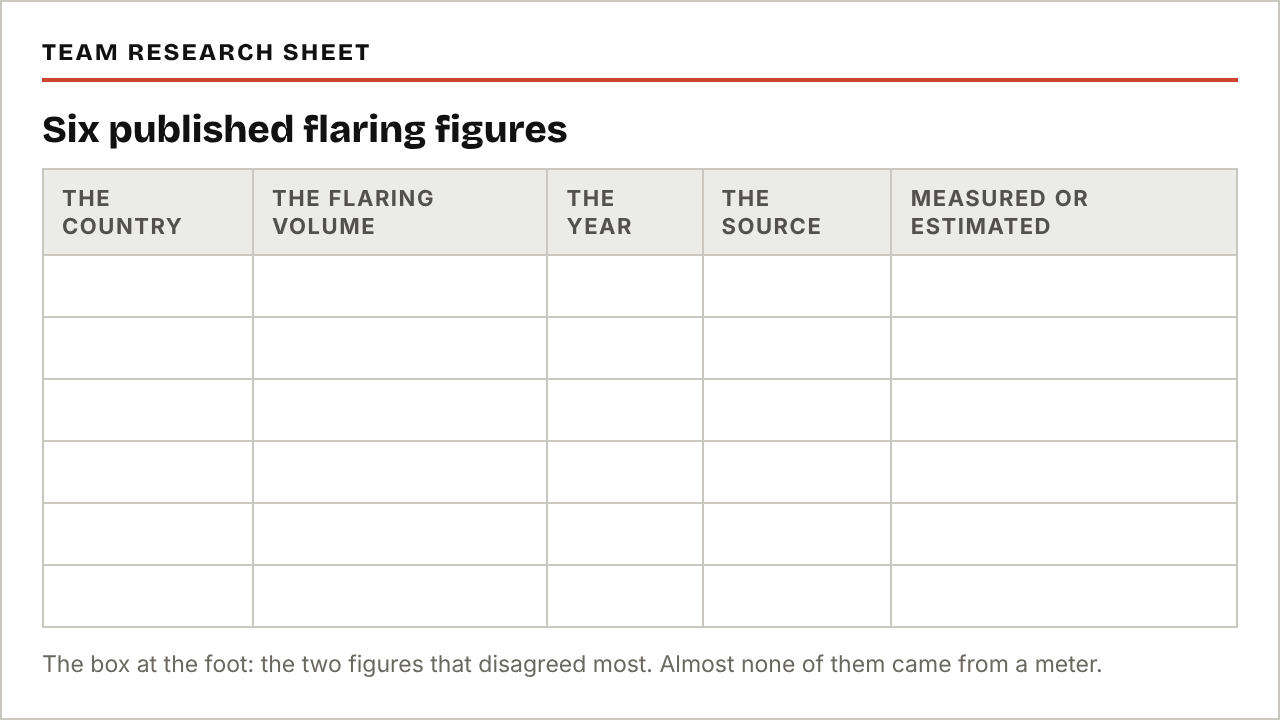 TEAM RESEARCH SHEET
Six published flaring figures
THE COUNTRY
THE FLARING VOLUME
THE YEAR
THE SOURCE
MEASURED OR ESTIMATED
The box at the foot: the two figures that disagreed most. Almost none of them came from a meter.